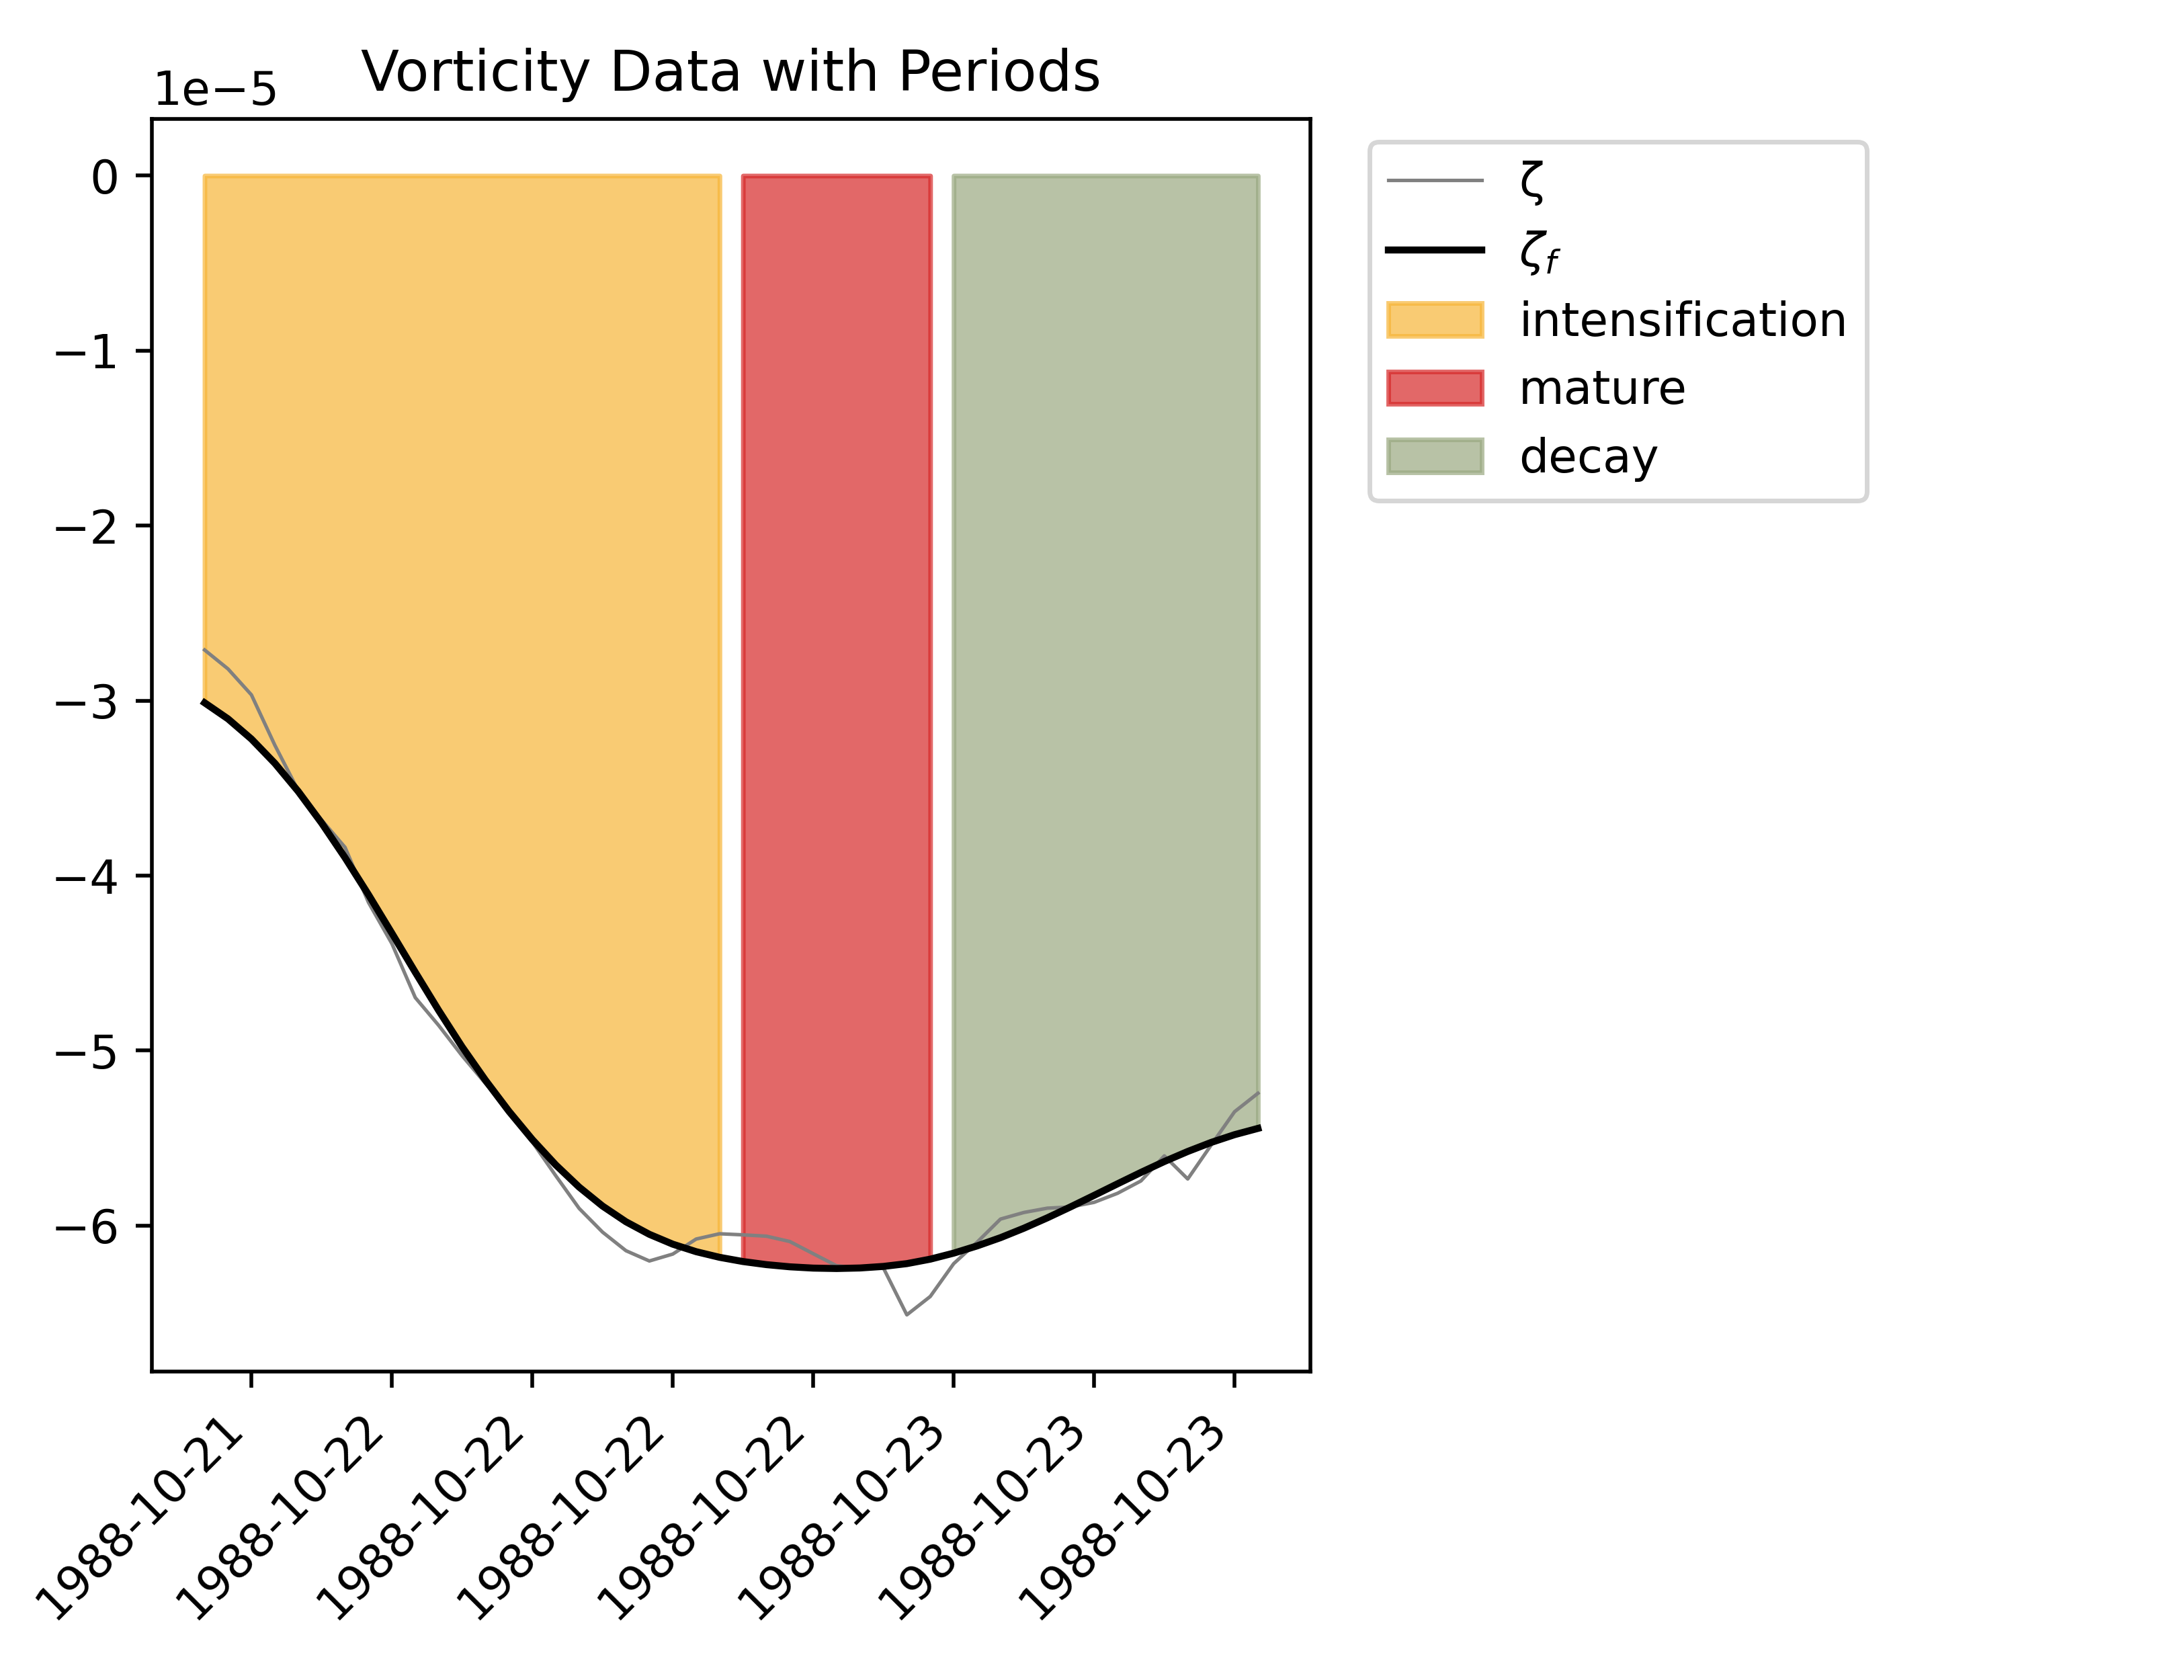 Vorticity Data with Periods
1e−5
0
−1
−2
−3
−4
−5
−6
1988-10-21
1988-10-22
1988-10-22
1988-10-22
1988-10-22
1988-10-23
1988-10-23
1988-10-23
ζ
ζf
intensification
mature
decay